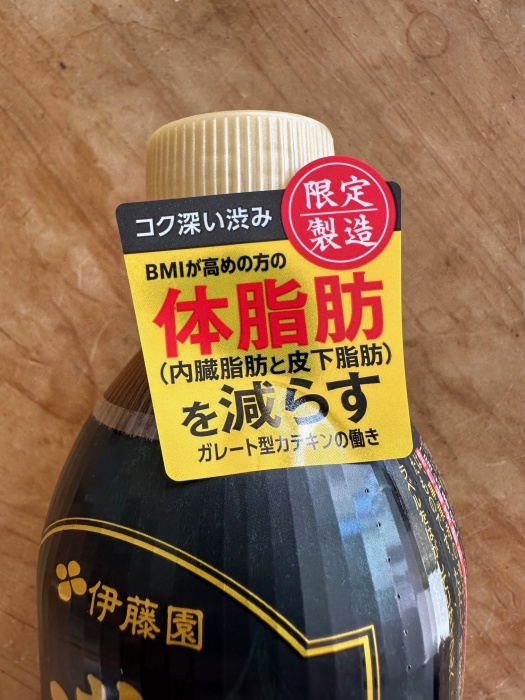 コク深い渋み
限定
製造
BMIが高めの方の
体脂肪
(内臓脂肪と皮下脂肪)
を減らす
ガレート型カテキンの働き
伊藤園